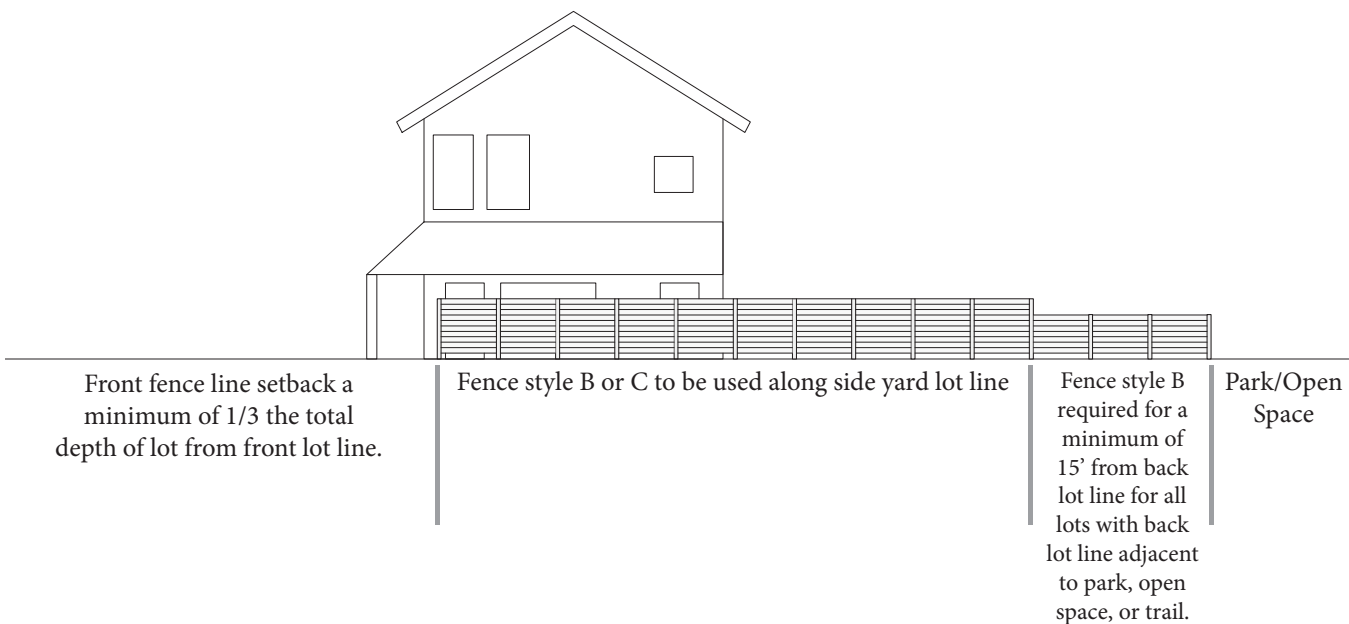 Front fence line setback a
minimum of 1/3 the total
depth of lot from front lot line.
Fence style B or C to be used along side yard lot line
Fence style B
required for a
minimum of
15’ from back
lot line for all
lots with back
lot line adjacent
to park, open
space, or trail.
Park/Open
Space